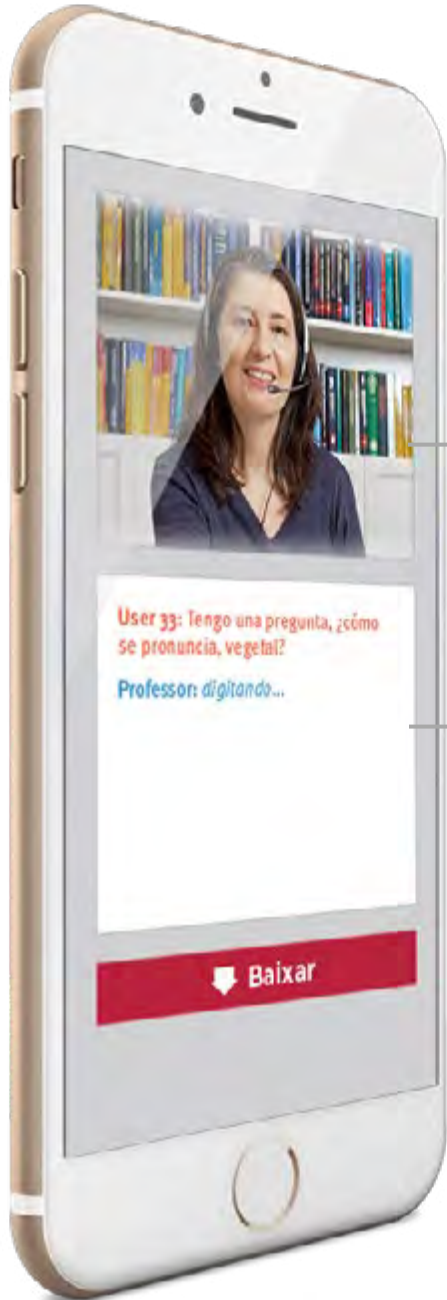 User 33: Tengo una pregunta, ¿cómo
se pronuncia, vegetal?
Professor: digitando...
Baixar